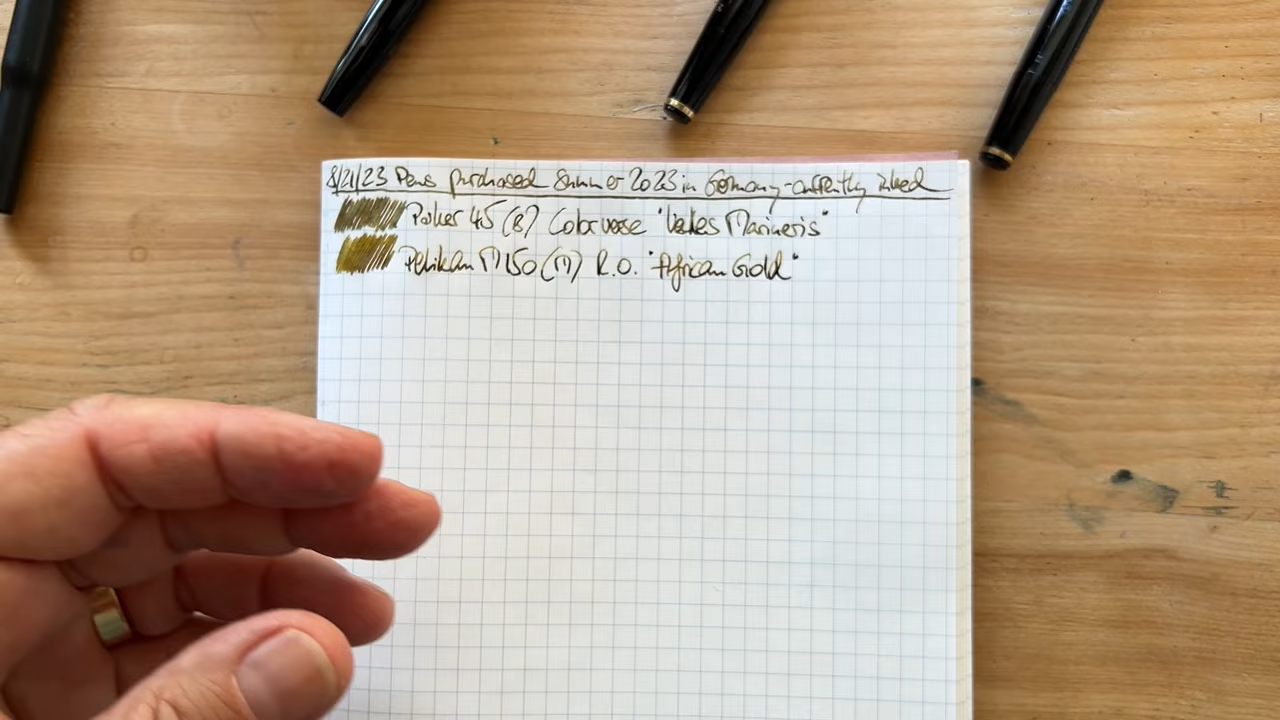 8/21/23 Pens purchased Summer 2023 in Germany - currently inked
Parker 45 (B) Colorverse "Valles Marineris"
Pelikan M150 (M) R.O. "African Gold"